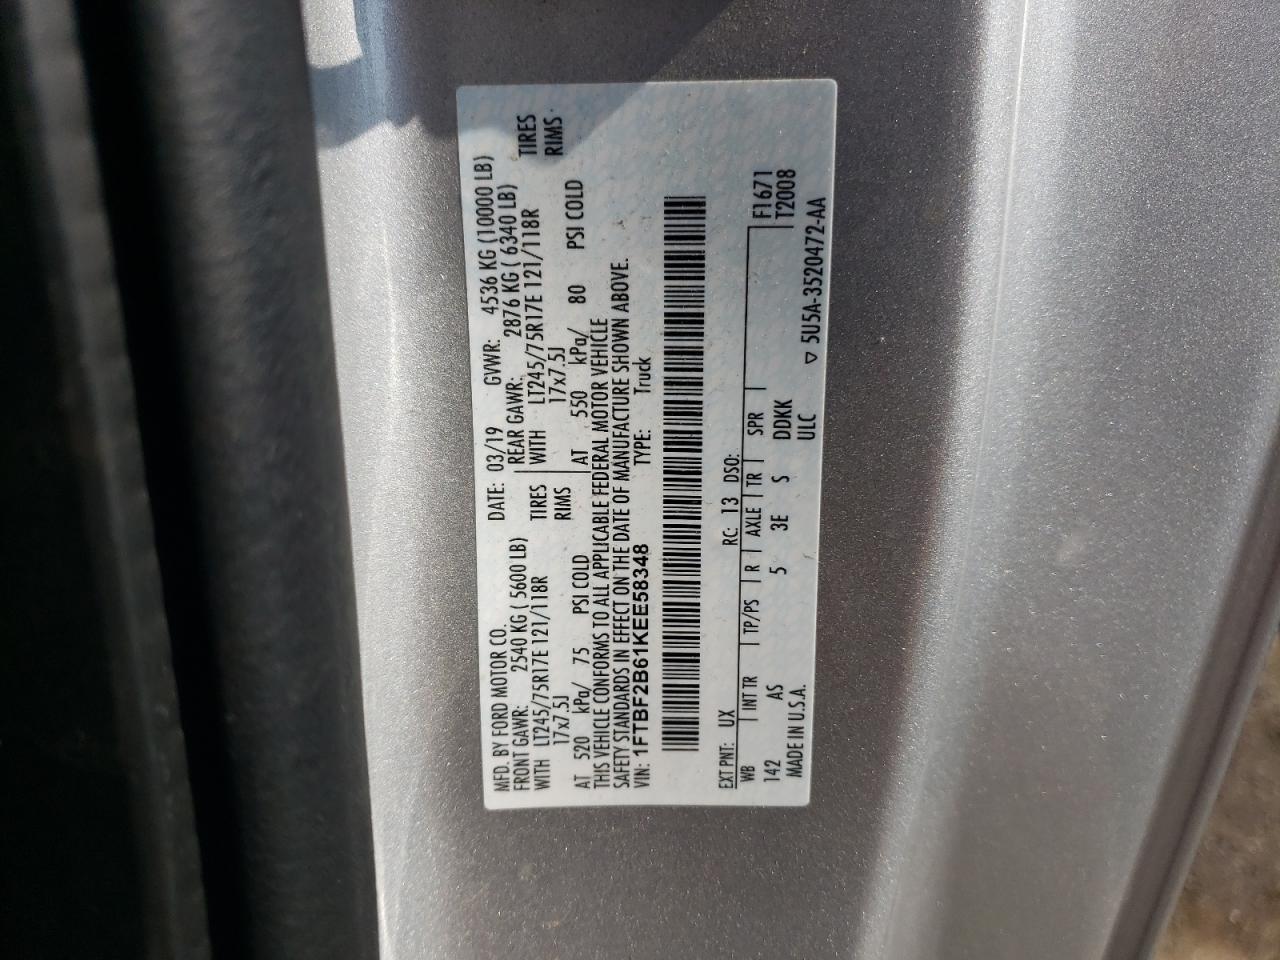 MFD. BY FORD MOTOR CO.
DATE: 03/19 GVWR: 4536 KG (10000 LB)
FRONT GAWR: 2540 KG ( 5600 LB) REAR GAWR: 2876 KG ( 6340 LB)
WITH LT245/75R17E 121/118R TIRES WITH LT245/75R17E 121/118R TIRES
17x7.5J RIMS 17x7.5J RIMS
AT 520 kPa/ 75 PSI COLD AT 550 kPa/ 80 PSI COLD
THIS VEHICLE CONFORMS TO ALL APPLICABLE FEDERAL MOTOR VEHICLE
SAFETY STANDARDS IN EFFECT ON THE DATE OF MANUFACTURE SHOWN ABOVE.
VIN: 1FTBF2B61KEE58348 TYPE: Truck
EXT PNT: UX RC: 13 DSO:
WB INT TR TP/PS R AXLE TR SPR F1671
142 AS 5 3E S DDKK T2008
ULC
MADE IN U.S.A. ▽ 5U5A-3520472-AA